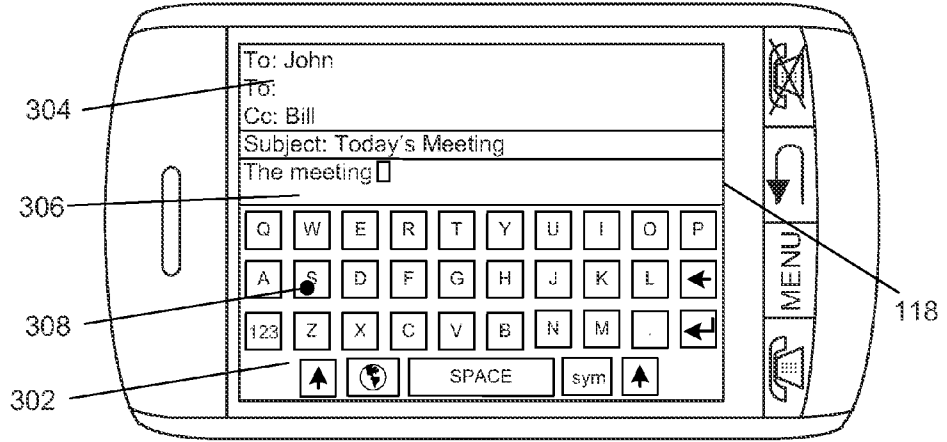 To: John
To:
Cc: Bill
Subject: Today's Meeting
The meeting
Q W E R T Y U I O P
A S D F G H J K L
123 Z X C V B N M .
SPACE sym
MENU
304
306
308
302
118